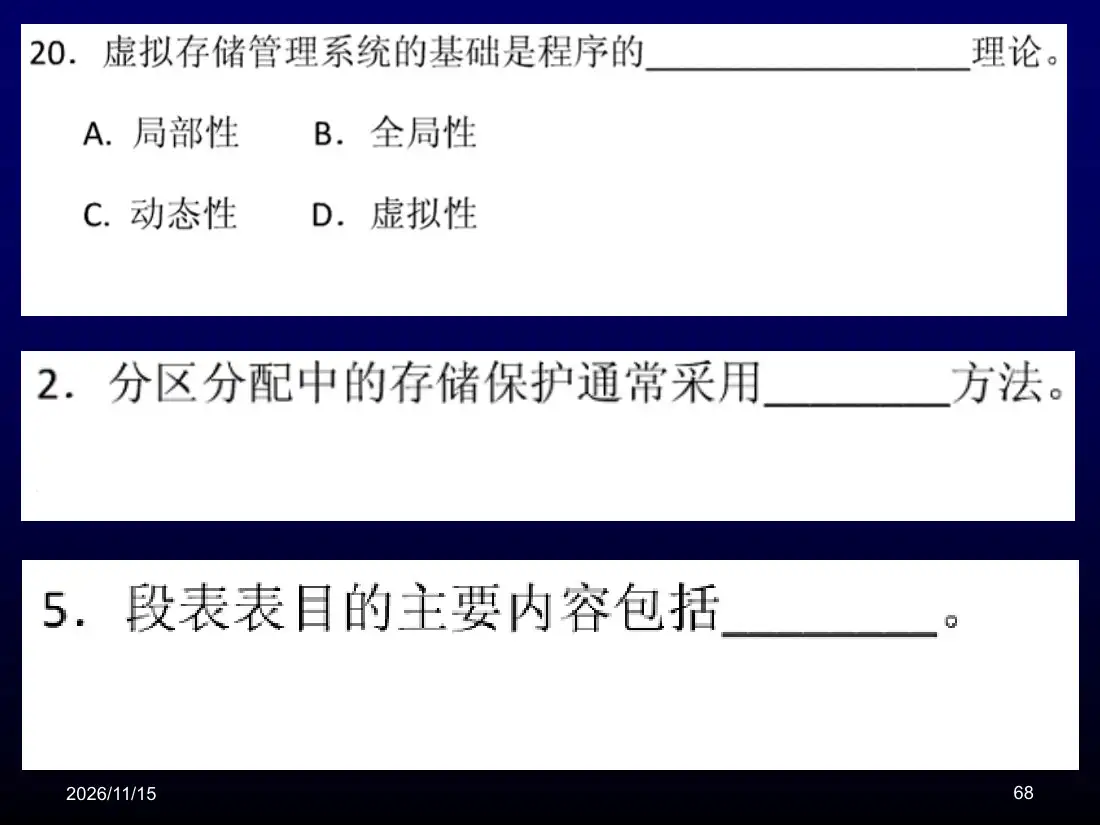 20. 虚拟存储管理系统的基础是程序的__________________理论。
A. 局部性 B. 全局性
C. 动态性 D. 虚拟性
2. 分区分配中的存储保护通常采用________方法。
5. 段表表目的主要内容包括________。
2026/11/15 68